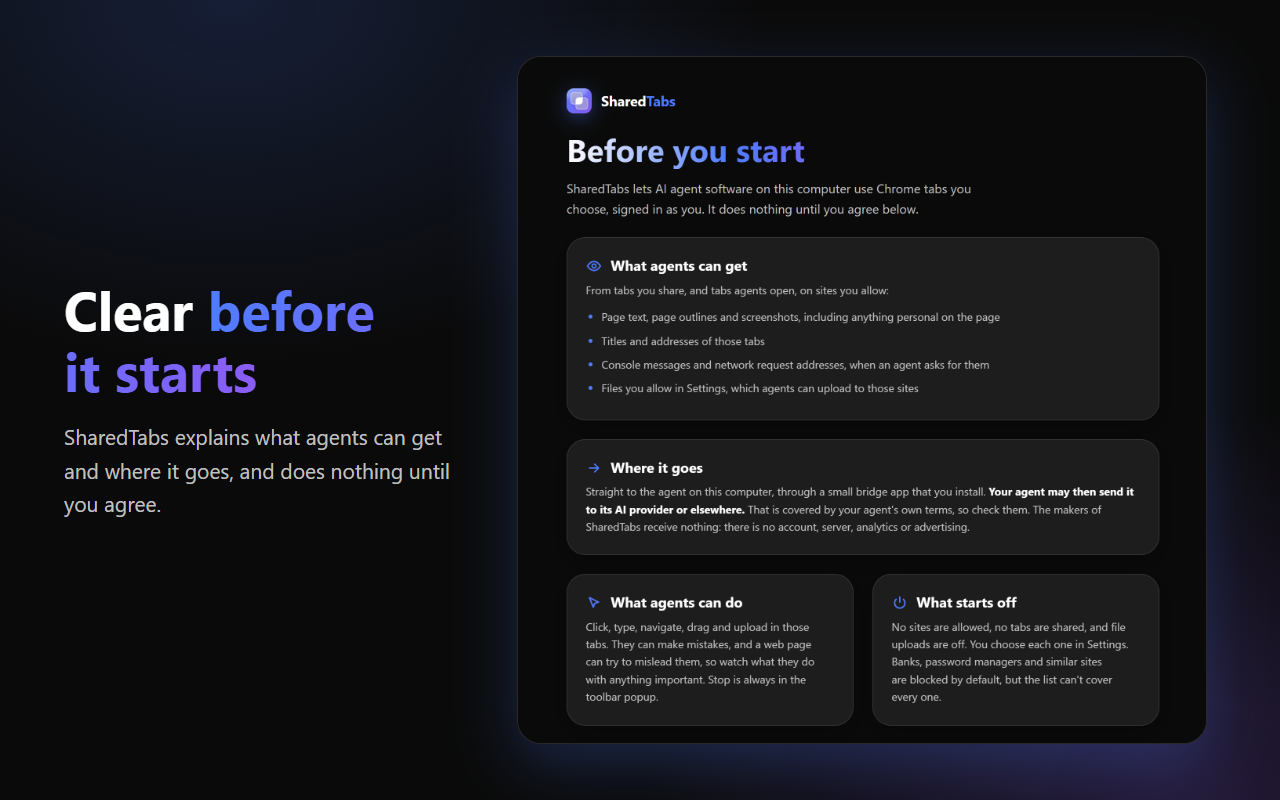 Clear before
it starts
SharedTabs explains what agents can get
and where it goes, and does nothing until
you agree.
SharedTabs
Before you start
SharedTabs lets AI agent software on this computer use Chrome tabs you
choose, signed in as you. It does nothing until you agree below.
What agents can get
From tabs you share, and tabs agents open, on sites you allow:
• Page text, page outlines and screenshots, including anything personal on the page
• Titles and addresses of those tabs
• Console messages and network request addresses, when an agent asks for them
• Files you allow in Settings, which agents can upload to those sites
Where it goes
Straight to the agent on this computer, through a small bridge app that you install. Your agent may then send it
to its AI provider or elsewhere. That is covered by your agent's own terms, so check them. The makers of
SharedTabs receive nothing: there is no account, server, analytics or advertising.
What agents can do
Click, type, navigate, drag and upload in those
tabs. They can make mistakes, and a web page
can try to mislead them, so watch what they do
with anything important. Stop is always in the
toolbar popup.
What starts off
No sites are allowed, no tabs are shared, and file
uploads are off. You choose each one in Settings.
Banks, password managers and similar sites
are blocked by default, but the list can't cover
every one.